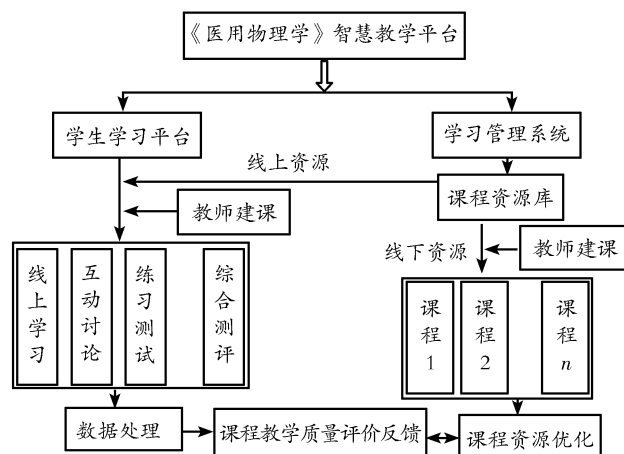 《医用物理学》智慧教学平台
学生学习平台
学习管理系统
线上资源
课程资源库
教师建课
线下资源
教师建课
线上学习
互动讨论
练习测试
综合测评
课程1
课程2
课程n
数据处理
课程教学质量评价反馈
课程资源优化